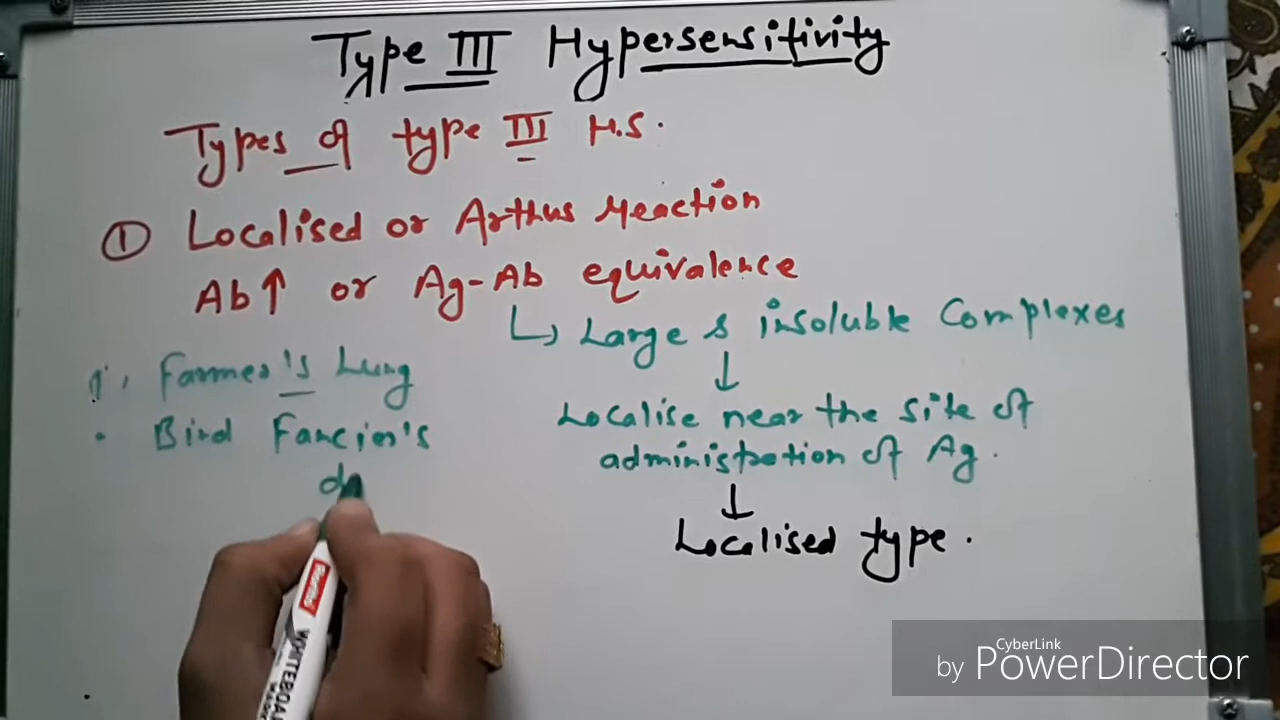 Type III Hypersensitivity
Types of type III H.S.
① Localised or Arthus reaction
Ab↑ or Ag-Ab equivalence
↳ Large & insoluble Complexes
↓
Localise near the site of
administration of Ag.
↓
Localised type.
Farmer's Lung
• Bird Fancier's
d
WHITEBOA
CyberLink
by PowerDirector